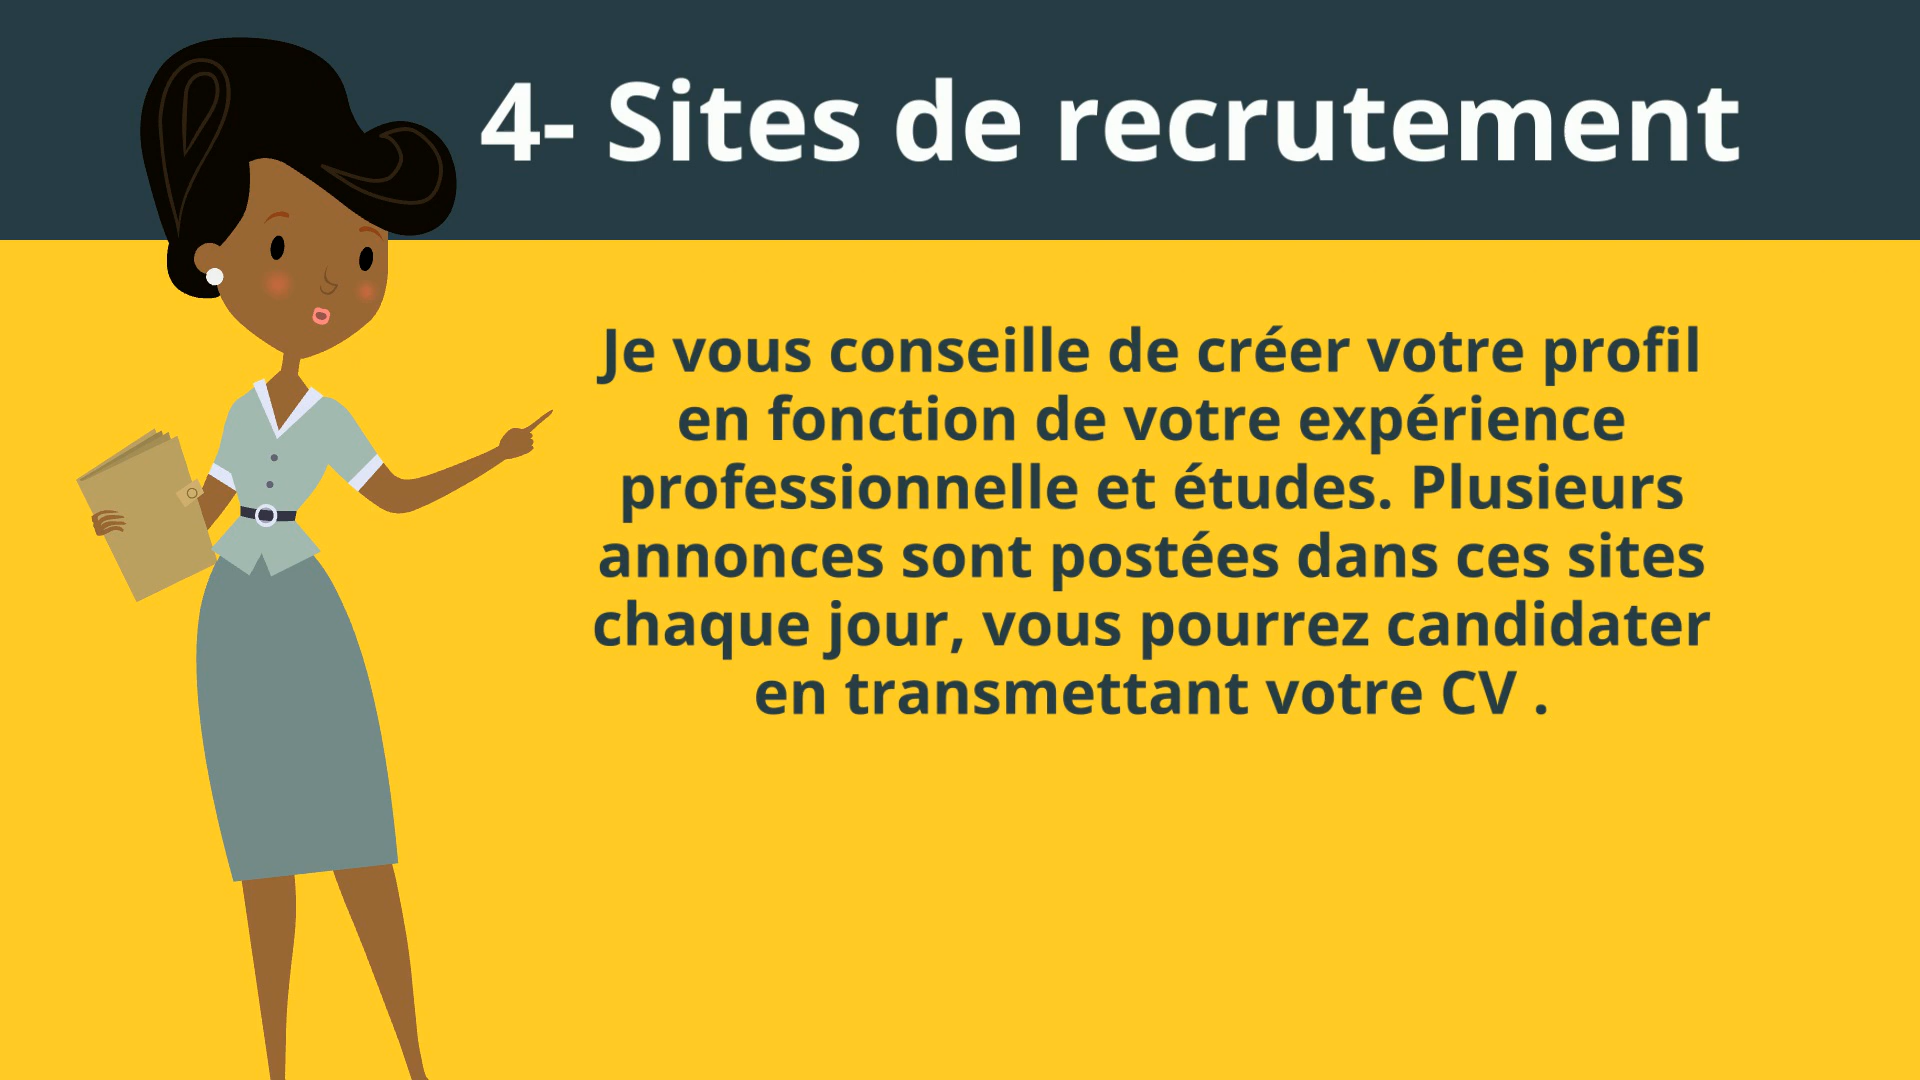 4- Sites de recrutement
Je vous conseille de créer votre profil
en fonction de votre expérience
professionnelle et études. Plusieurs
annonces sont postées dans ces sites
chaque jour, vous pourrez candidater
en transmettant votre CV .